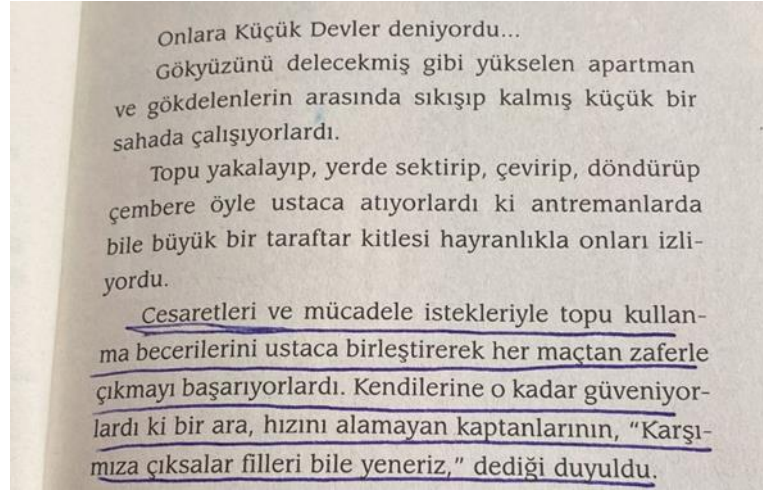 Onlara Küçük Devler deniyordu...
Gökyüzünü delecekmiş gibi yükselen apartman
ve gökdelenlerin arasında sıkışıp kalmış küçük bir
sahada çalışıyorlardı.
Topu yakalayıp, yerde sektirip, çevirip, döndürüp
çembere öyle ustaca atıyorlardı ki antremanlarda
bile büyük bir taraftar kitlesi hayranlıkla onları izli-
yordu.
Cesaretleri ve mücadele istekleriyle topu kullan-
ma becerilerini ustaca birleştirerek her maçtan zaferle
çıkmayı başarıyorlardı. Kendilerine o kadar güveniyor-
lardı ki bir ara, hızını alamayan kaptanlarının, “Karşı-
mıza çıksalar filleri bile yeneriz,” dediği duyuldu.